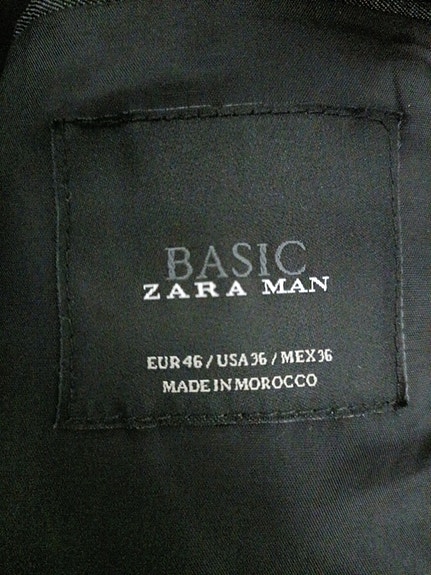 BASIC
ZARA MAN
EUR 46 / USA 36 / MEX 36
MADE IN MOROCCO